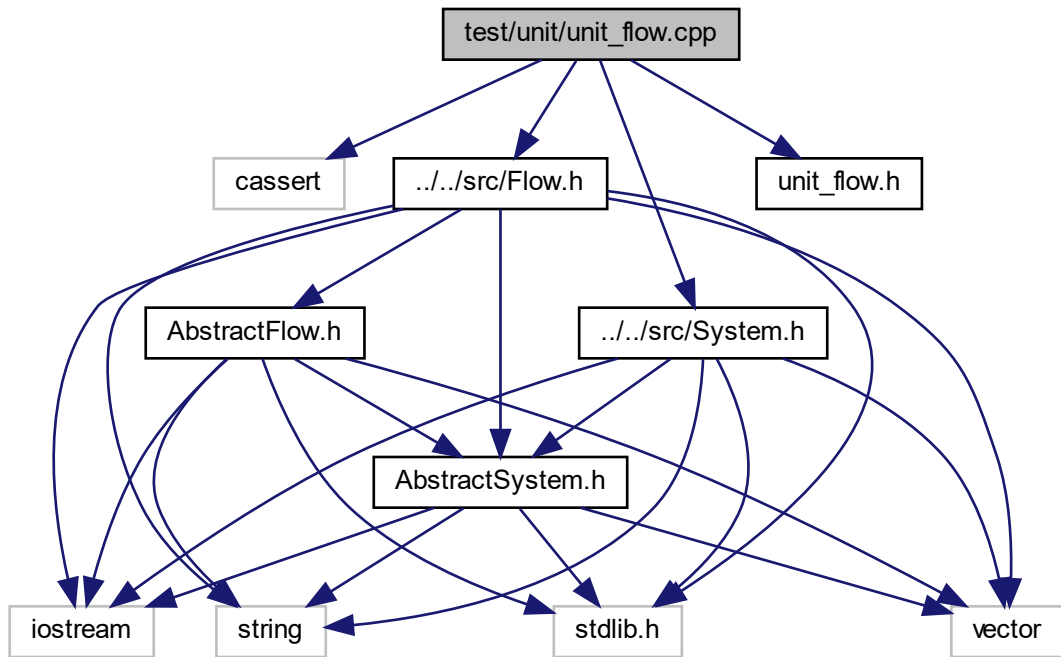 test/unit/unit_flow.cpp
cassert
../../src/Flow.h
unit_flow.h
AbstractFlow.h
../../src/System.h
AbstractSystem.h
iostream
string
stdlib.h
vector